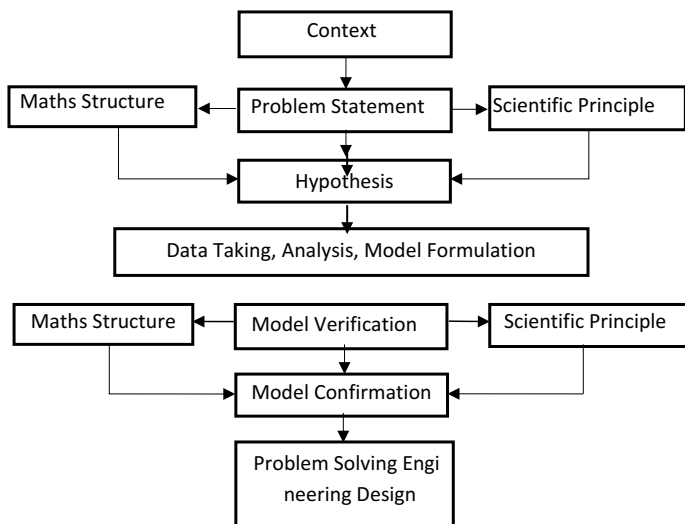 Context
Maths Structure
Problem Statement
Scientific Principle
Hypothesis
Data Taking, Analysis, Model Formulation
Maths Structure
Model Verification
Scientific Principle
Model Confirmation
Problem Solving Engi
neering Design